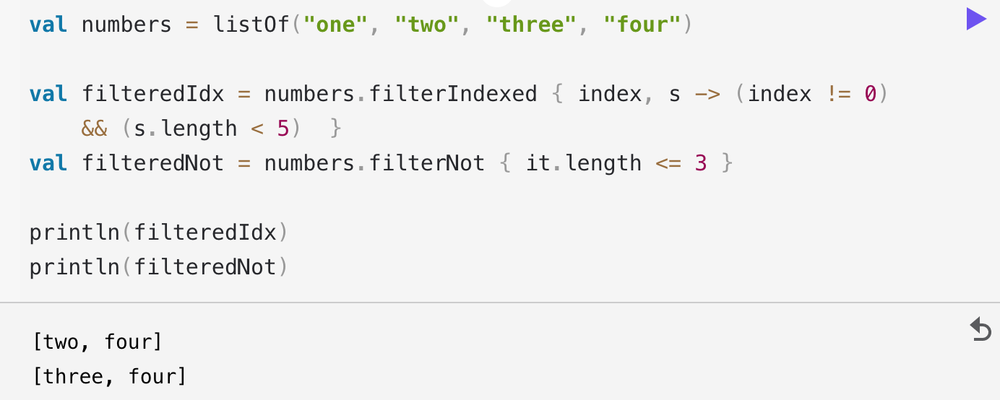 val numbers = listOf("one", "two", "three", "four")
val filteredIdx = numbers.filterIndexed { index, s -> (index != 0)
    && (s.length < 5)  }
val filteredNot = numbers.filterNot { it.length <= 3 }
println(filteredIdx)
println(filteredNot)
[two, four]
[three, four]